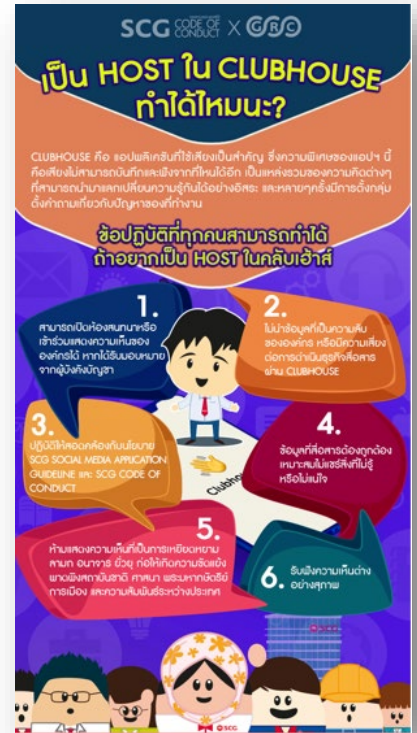 SCG CODE OF CONDUCT X GRC
เป็น HOST ใน CLUBHOUSE
ทำได้ไหมนะ?
CLUBHOUSE คือ แอปพลิเคชันที่ใช้เสียงเป็นสำคัญ ซึ่งความพิเศษของแอปฯ นี้
คือเสียงไม่สามารถบันทึกและฟังจากที่ไหนได้อีก เป็นแหล่งรวมของความคิดต่างๆ
ที่สามารถนำมาแลกเปลี่ยนความรู้กันได้อย่างอิสระ และหลายๆครั้งมีการตั้งกลุ่ม
ตั้งคำถามเกี่ยวกับปัญหาของที่ทำงาน
ข้อปฏิบัติที่ทุกคนสามารถทำได้
ถ้าอยากเป็น HOST ในคลับเฮ้าส์
1.
สามารถเปิดห้องสนทนาหรือ
เข้าร่วมแสดงความเห็นของ
องค์กรได้ หากได้รับมอบหมาย
จากผู้บังคับบัญชา
2.
ไม่นำข้อมูลที่เป็นความลับ
ขององค์กร หรือมีความเสี่ยง
ต่อการดำเนินธุรกิจสื่อสาร
ผ่าน CLUBHOUSE
3.
ปฏิบัติให้สอดคล้องกับนโยบาย
SCG SOCIAL MEDIA APPLICATION
GUIDELINE และ SCG CODE OF
CONDUCT
4.
ข้อมูลที่สื่อสารต้องถูกต้อง
เหมาะสมไม่แชร์สิ่งที่ไม่รู้
หรือไม่แน่ใจ
Clubhouse
5.
ห้ามแสดงความเห็นที่เป็นการเหยียดหยาม
ลามก อนาจาร ยั่วยุ ก่อให้เกิดความขัดแย้ง
พาดพิงสถาบันชาติ ศาสนา พระมหากษัตริย์
การเมือง และความสัมพันธ์ระหว่างประเทศ
6. รับฟังความเห็นต่าง
อย่างสุภาพ
SCG
SCG